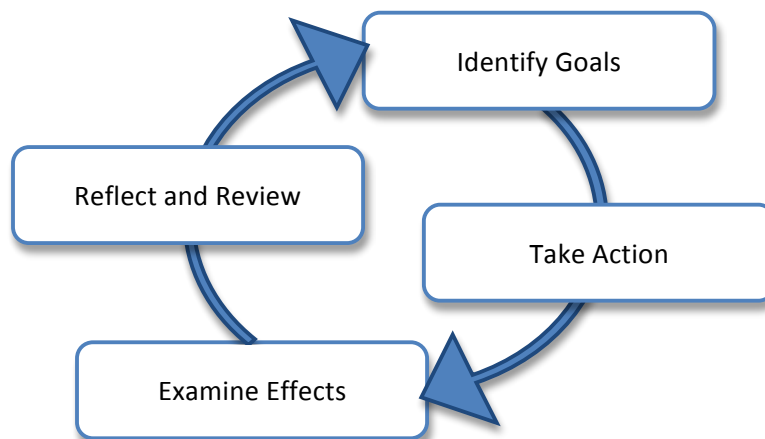 Identify Goals
Reflect and Review
Take Action
Examine Effects